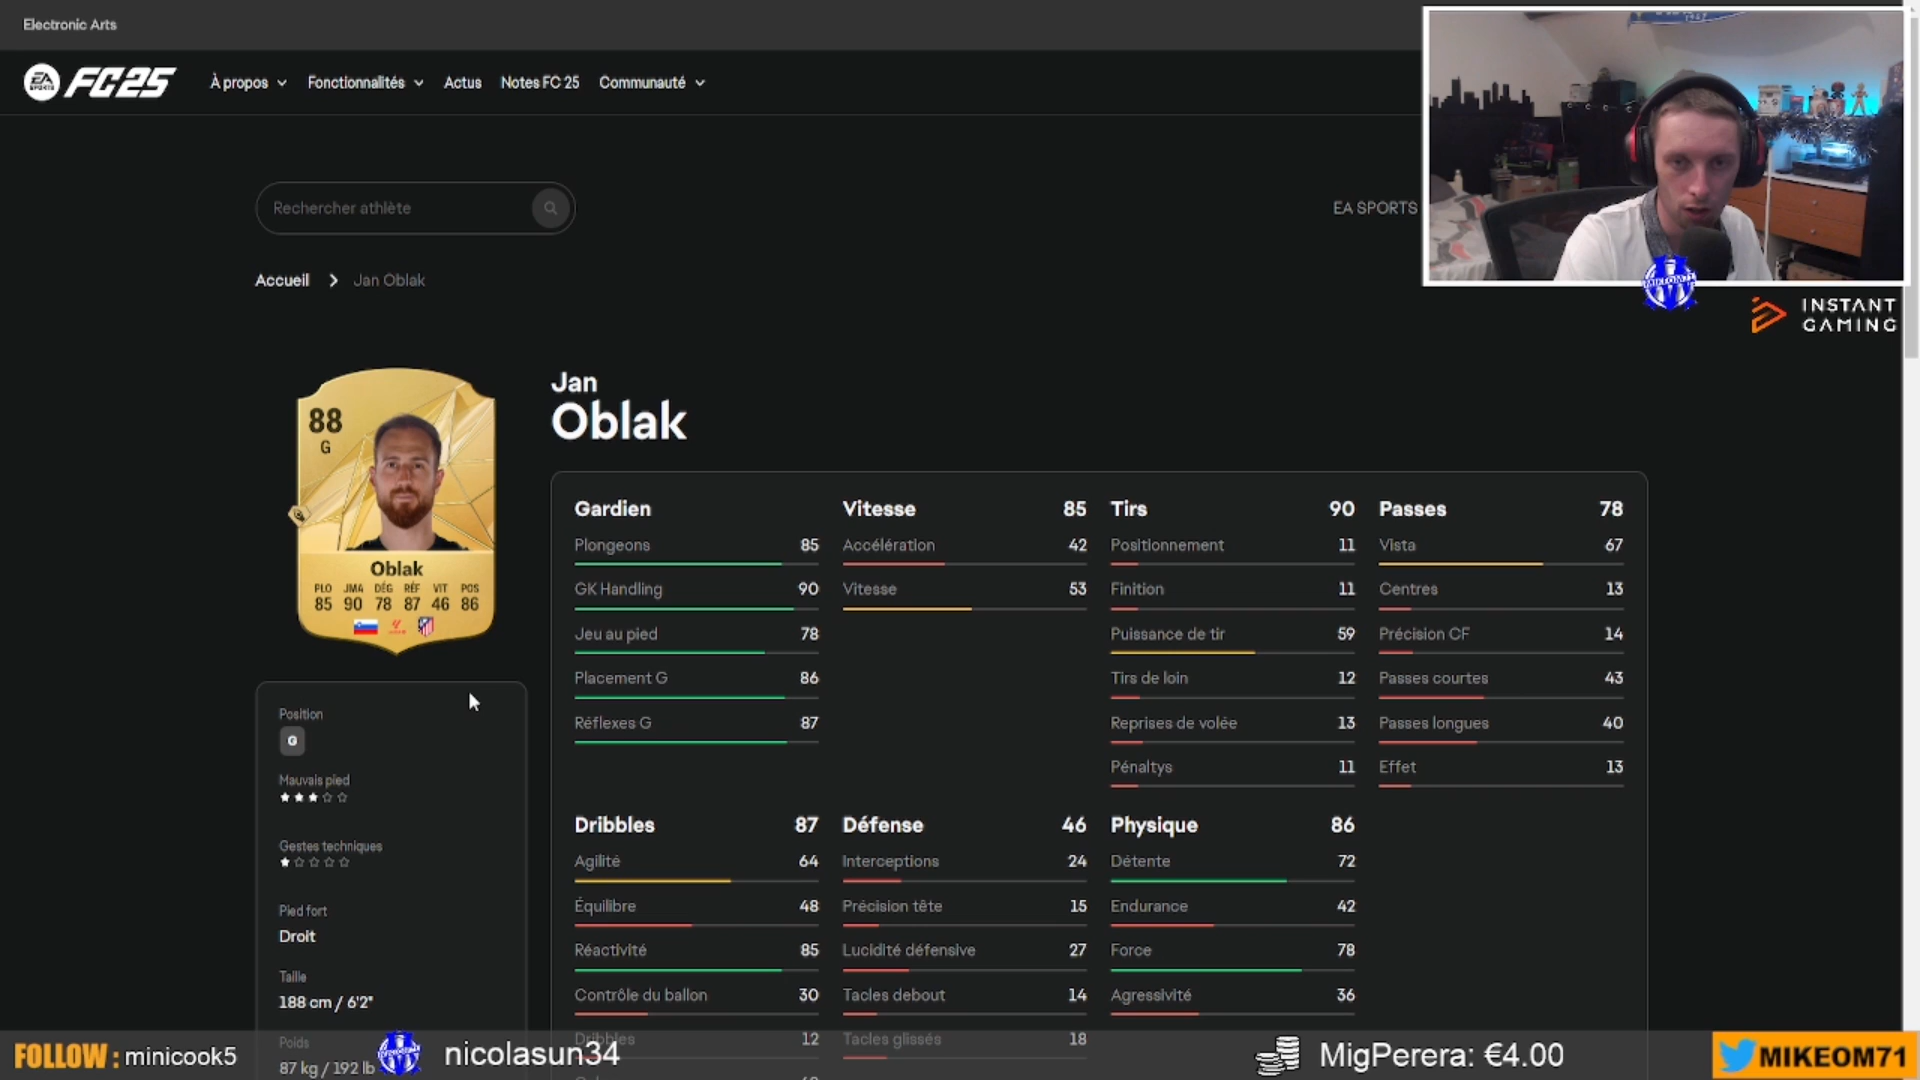 Electronic Arts
EA SPORTS FC 25
À propos
Fonctionnalités
Actus
Notes FC 25
Communauté
Rechercher athlète
EA SPORTS
Accueil
Jan Oblak
INSTANT
GAMING
88
G
Oblak
PLO JMA DÉG RÉF VIT POS
85 90 78 87 46 86
Jan
Oblak
Gardien
Plongeons 85
GK Handling 90
Jeu au pied 78
Placement G 86
Réflexes G 87
Vitesse 85
Accélération 42
Vitesse 53
Tirs 90
Positionnement 11
Finition 11
Puissance de tir 59
Tirs de loin 12
Reprises de volée 13
Pénaltys 11
Passes 78
Vista 67
Centres 13
Précision CF 14
Passes courtes 43
Passes longues 40
Effet 13
Dribbles 87
Agilité 64
Équilibre 48
Réactivité 85
Contrôle du ballon 30
Dribbles 12
Défense 46
Interceptions 24
Précision tête 15
Lucidité défensive 27
Tacles debout 14
Tacles glissés 18
Physique 86
Détente 72
Endurance 42
Force 78
Agressivité 36
Position
G
Mauvais pied
Gestes techniques
Pied fort
Droit
Taille
188 cm / 6'2"
Poids
87 kg / 192 lb
FOLLOW : minicook5
nicolasun34
MigPerera: €4.00
MIKEOM71